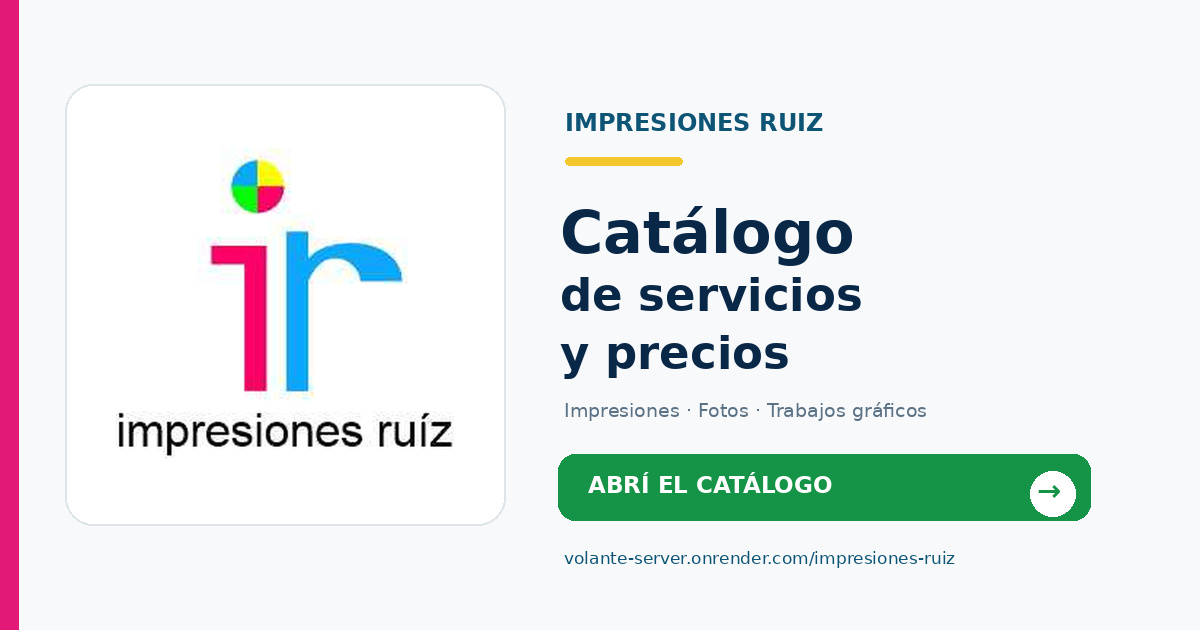 ir
impresiones ruíz
IMPRESIONES RUIZ
Catálogo
de servicios
y precios
Impresiones · Fotos · Trabajos gráficos
ABRÍ EL CATÁLOGO →
volante-server.onrender.com/impresiones-ruiz